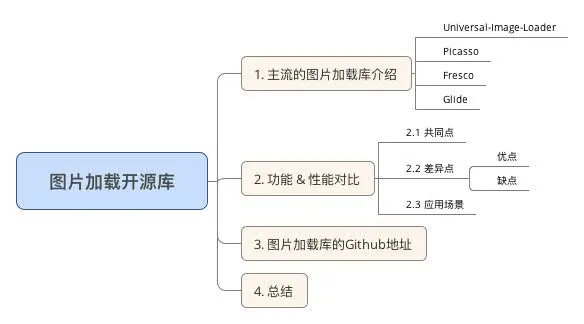 图片加载开源库
1. 主流的图片加载库介绍
Universal-Image-Loader
Picasso
Fresco
Glide
2. 功能 & 性能对比
2.1 共同点
2.2 差异点
优点
缺点
2.3 应用场景
3. 图片加载库的Github地址
4. 总结